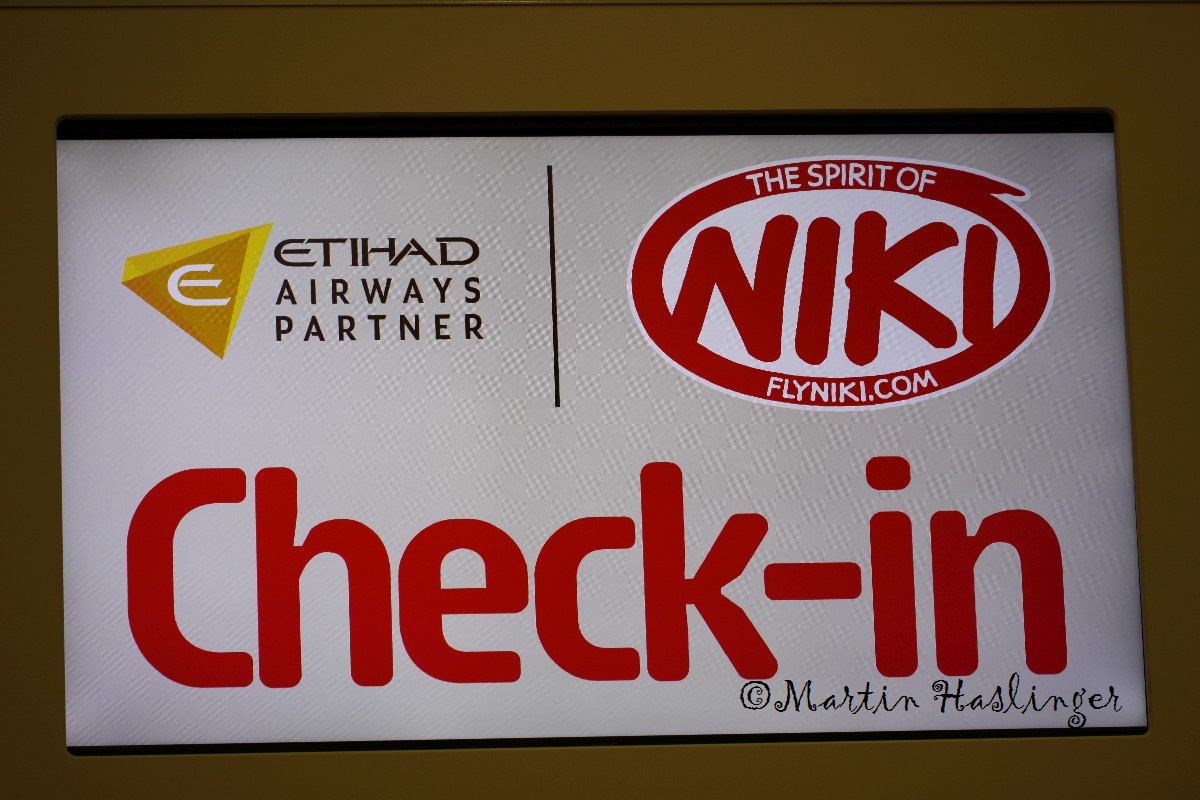 ETIHAD
AIRWAYS
PARTNER
THE SPIRIT OF
NIKI
FLYNIKI.COM
Check-in
©Martin Haslinger